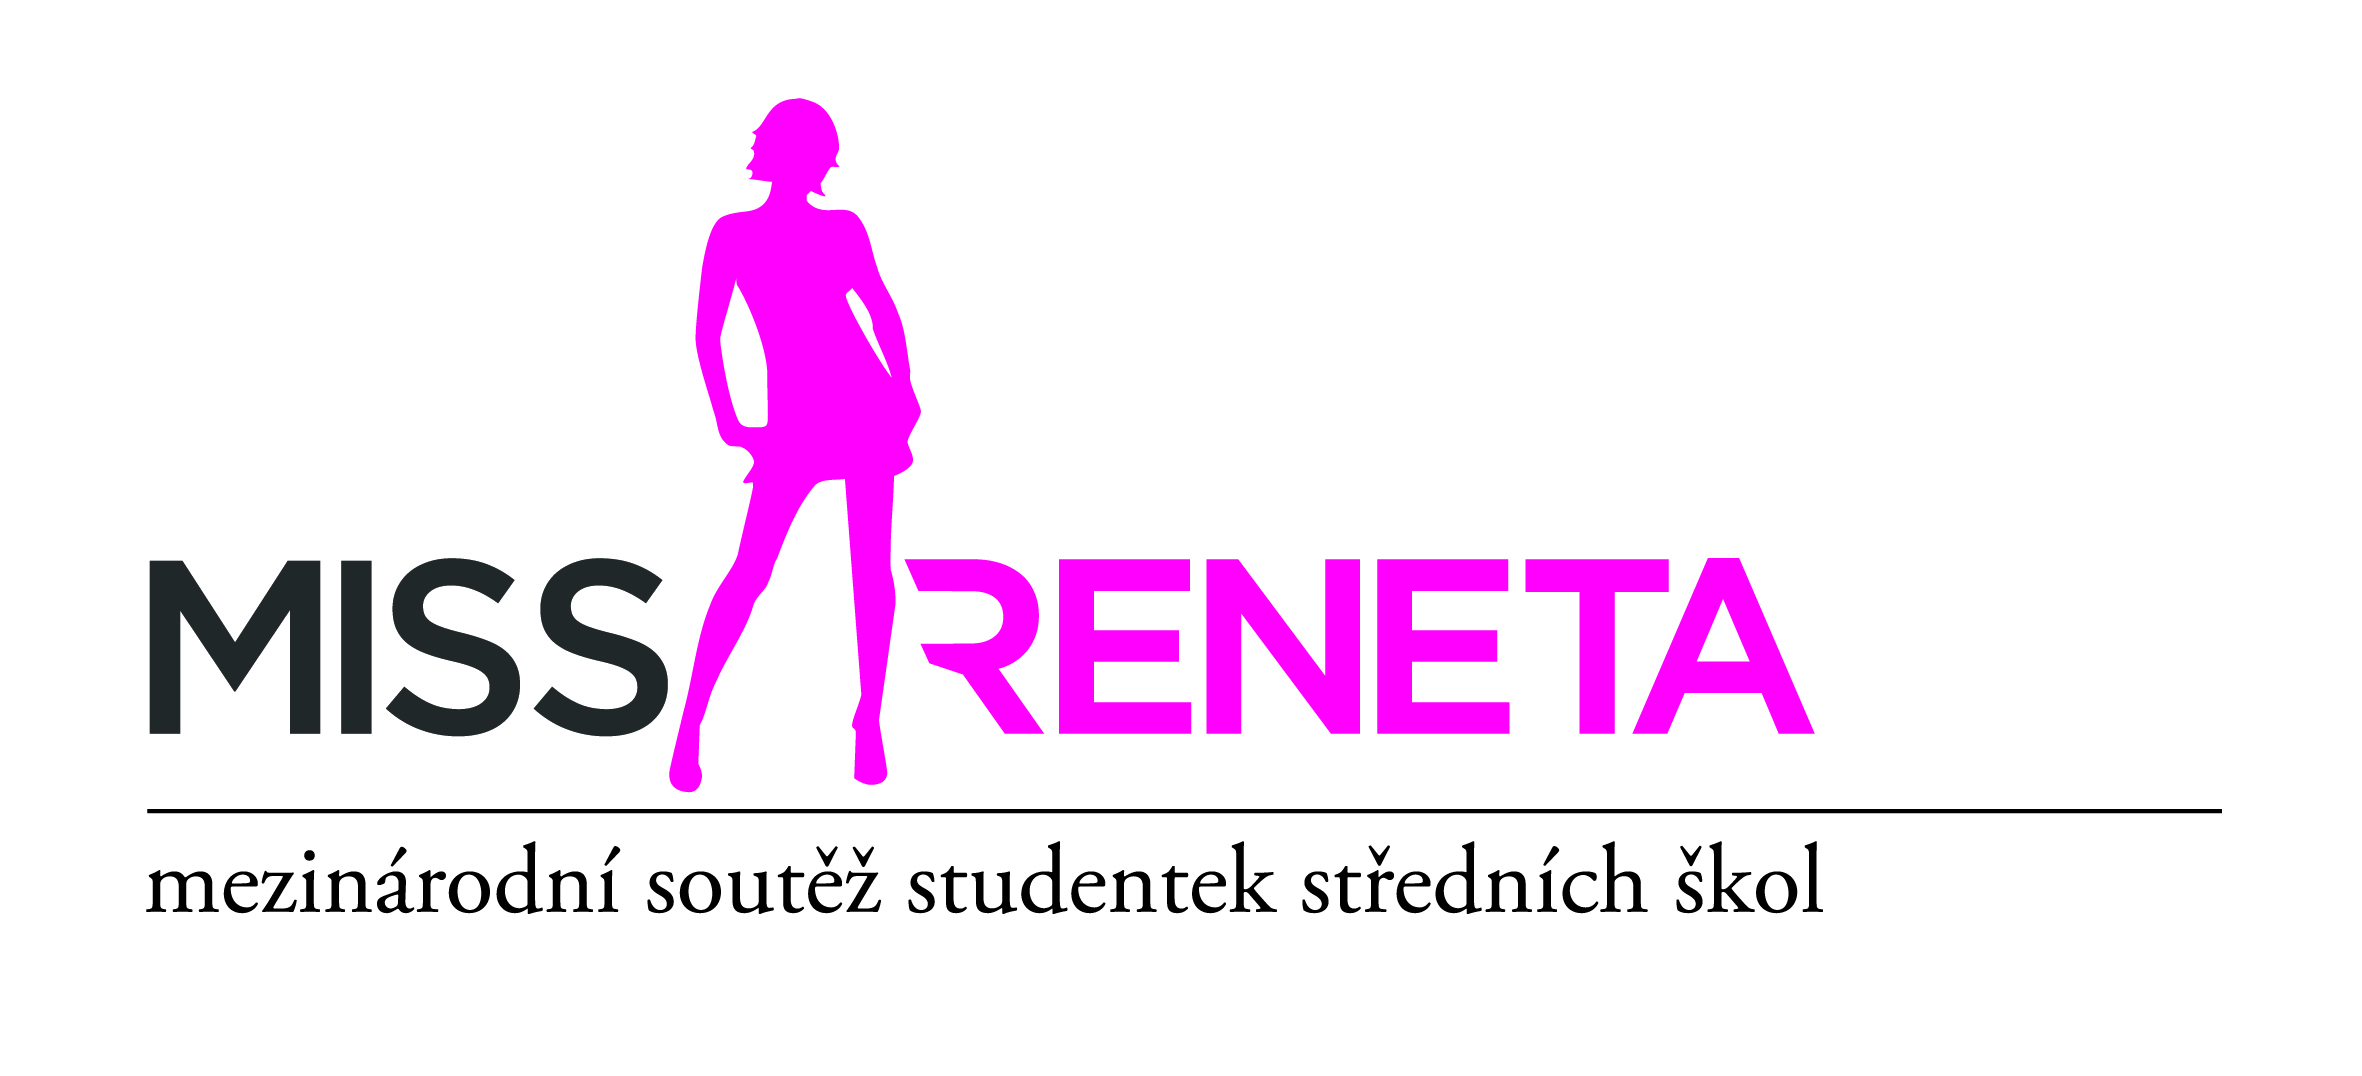 MISS RENETA
mezinárodní soutěž studentek středních škol